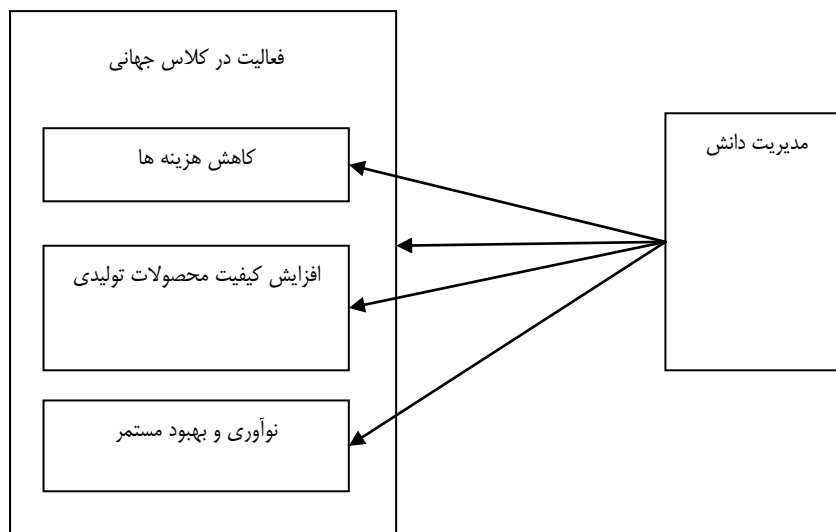 فعالیت در کلاس جهانی
مدیریت دانش
کاهش هزینه ها
افزایش کیفیت محصولات تولیدی
نوآوری و بهبود مستمر